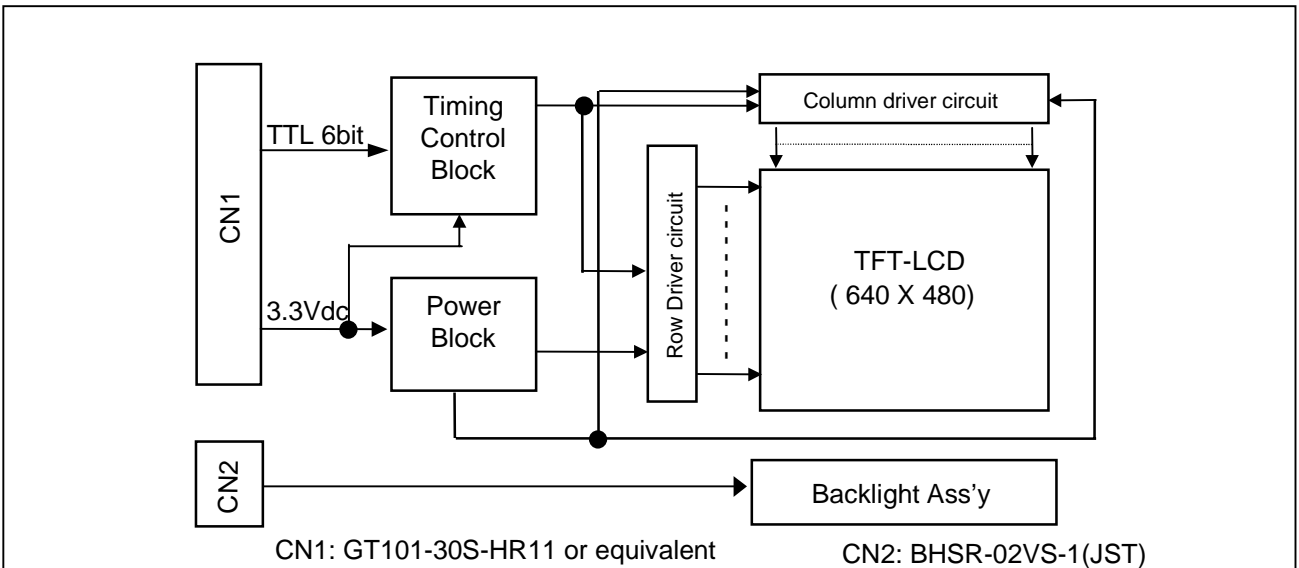 CN1
TTL 6bit
3.3Vdc
Timing
Control
Block
Power
Block
Row Driver circuit
Column driver circuit
TFT-LCD
( 640 X 480)
CN2
Backlight Ass’y
CN1: GT101-30S-HR11 or equivalent
CN2: BHSR-02VS-1(JST)